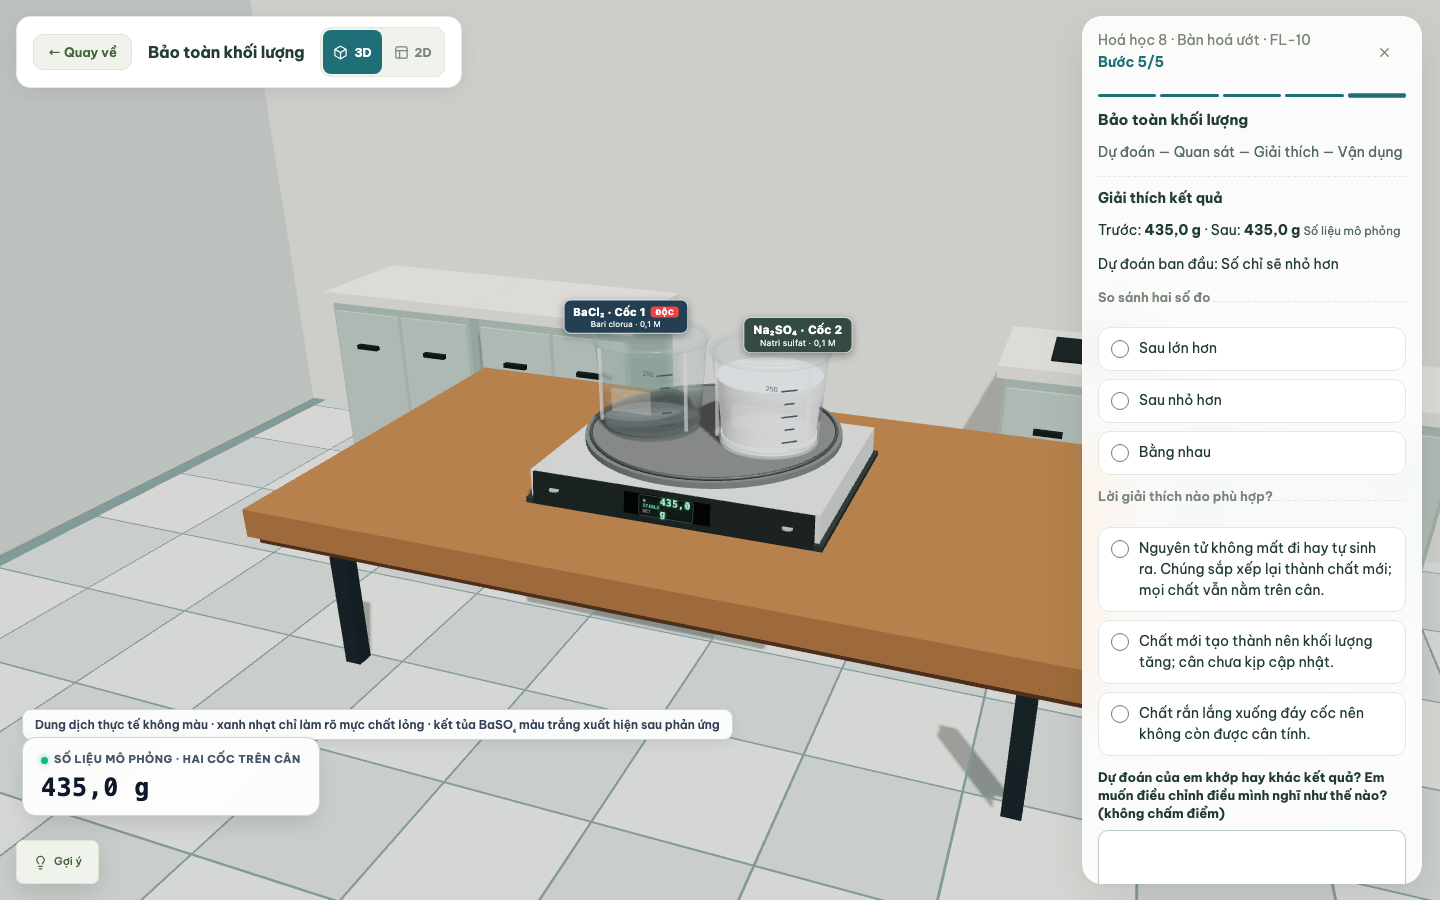 ← Quay về
Bảo toàn khối lượng
3D
2D
Hoá học 8 · Bàn hoá ướt · FL-10
Bước 5/5
×
Bảo toàn khối lượng
Dự đoán — Quan sát — Giải thích — Vận dụng
Giải thích kết quả
Trước: 435,0 g · Sau: 435,0 g Số liệu mô phỏng
Dự đoán ban đầu: Số chỉ sẽ nhỏ hơn
So sánh hai số đo
Sau lớn hơn
Sau nhỏ hơn
Bằng nhau
Lời giải thích nào phù hợp?
Nguyên tử không mất đi hay tự sinh
ra. Chúng sắp xếp lại thành chất mới;
mọi chất vẫn nằm trên cân.
Chất mới tạo thành nên khối lượng
tăng; cân chưa kịp cập nhật.
Chất rắn lắng xuống đáy cốc nên
không còn được cân tính.
Dự đoán của em khớp hay khác kết quả? Em
muốn điều chỉnh điều mình nghĩ như thế nào?
(không chấm điểm)
BaCl₂ · Cốc 1 ĐỘC
Bari clorua · 0,1 M
Na₂SO₄ · Cốc 2
Natri sulfat · 0,1 M
250
250
435,0
g
Dung dịch thực tế không màu · xanh nhạt chỉ làm rõ mực chất lỏng · kết tủa BaSO₄ màu trắng xuất hiện sau phản ứng
SỐ LIỆU MÔ PHỎNG · HAI CỐC TRÊN CÂN
435,0 g
Gợi ý